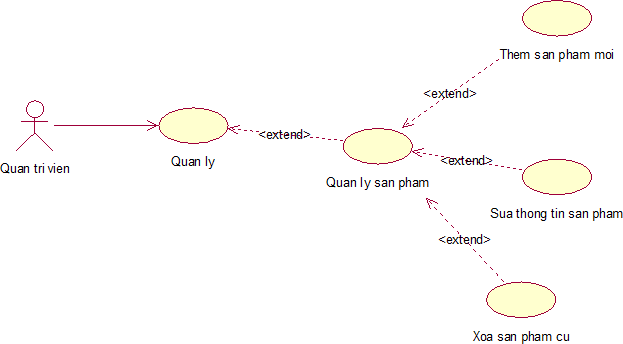 Them san pham moi
<extend>
<extend>
Quan tri vien
Quan ly
<extend>
Quan ly san pham
Sua thong tin san pham
<extend>
Xoa san pham cu